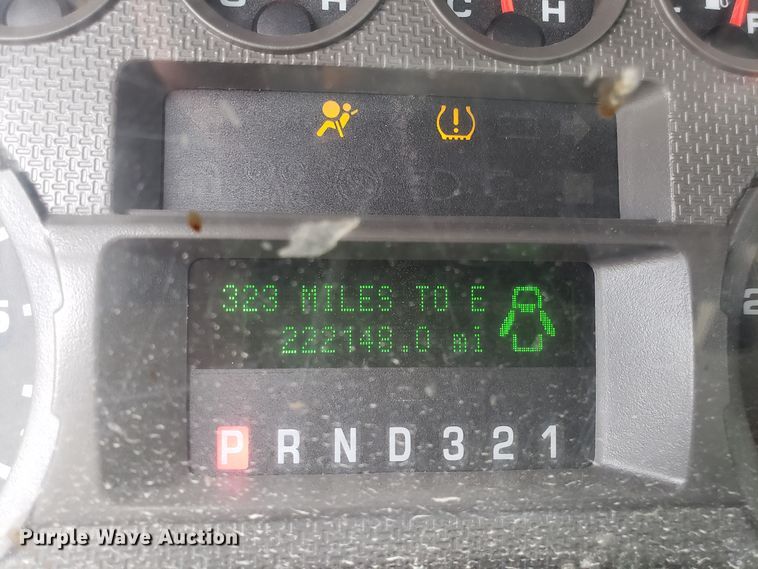 H
C H
F
323 MILES TO E
222148.0 mi
P R N D 3 2 1
Purple Wave Auction